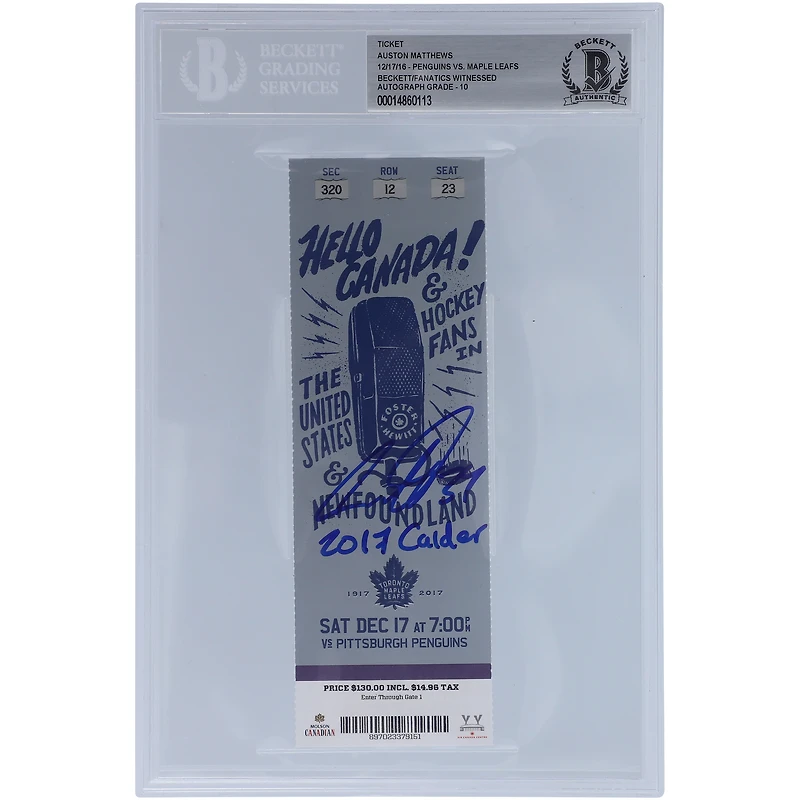 BECKETT
GRADING
SERVICES
B
TICKET
AUSTON MATTHEWS
12/17/16 - PENGUINS VS. MAPLE LEAFS
BECKETT/FANATICS WITNESSED
AUTOGRAPH GRADE - 10
00014860113
BECKETT
B
AUTHENTIC
SEC ROW SEAT
320 12 23
HELLO
CANADA!
&
HOCKEY
FANS
IN
THE
UNITED
STATES
&
FOSTER
HEWITT
34
NEWFOUNDLAND
2017 Calder
TORONTO
MAPLE
LEAFS
1917 2017
SAT DEC 17 AT 7:00PM
VS PITTSBURGH PENGUINS
PRICE $130.00 INCL. $14.96 TAX
Enter Through Gate 1
MOLSON
CANADIAN
897023379151